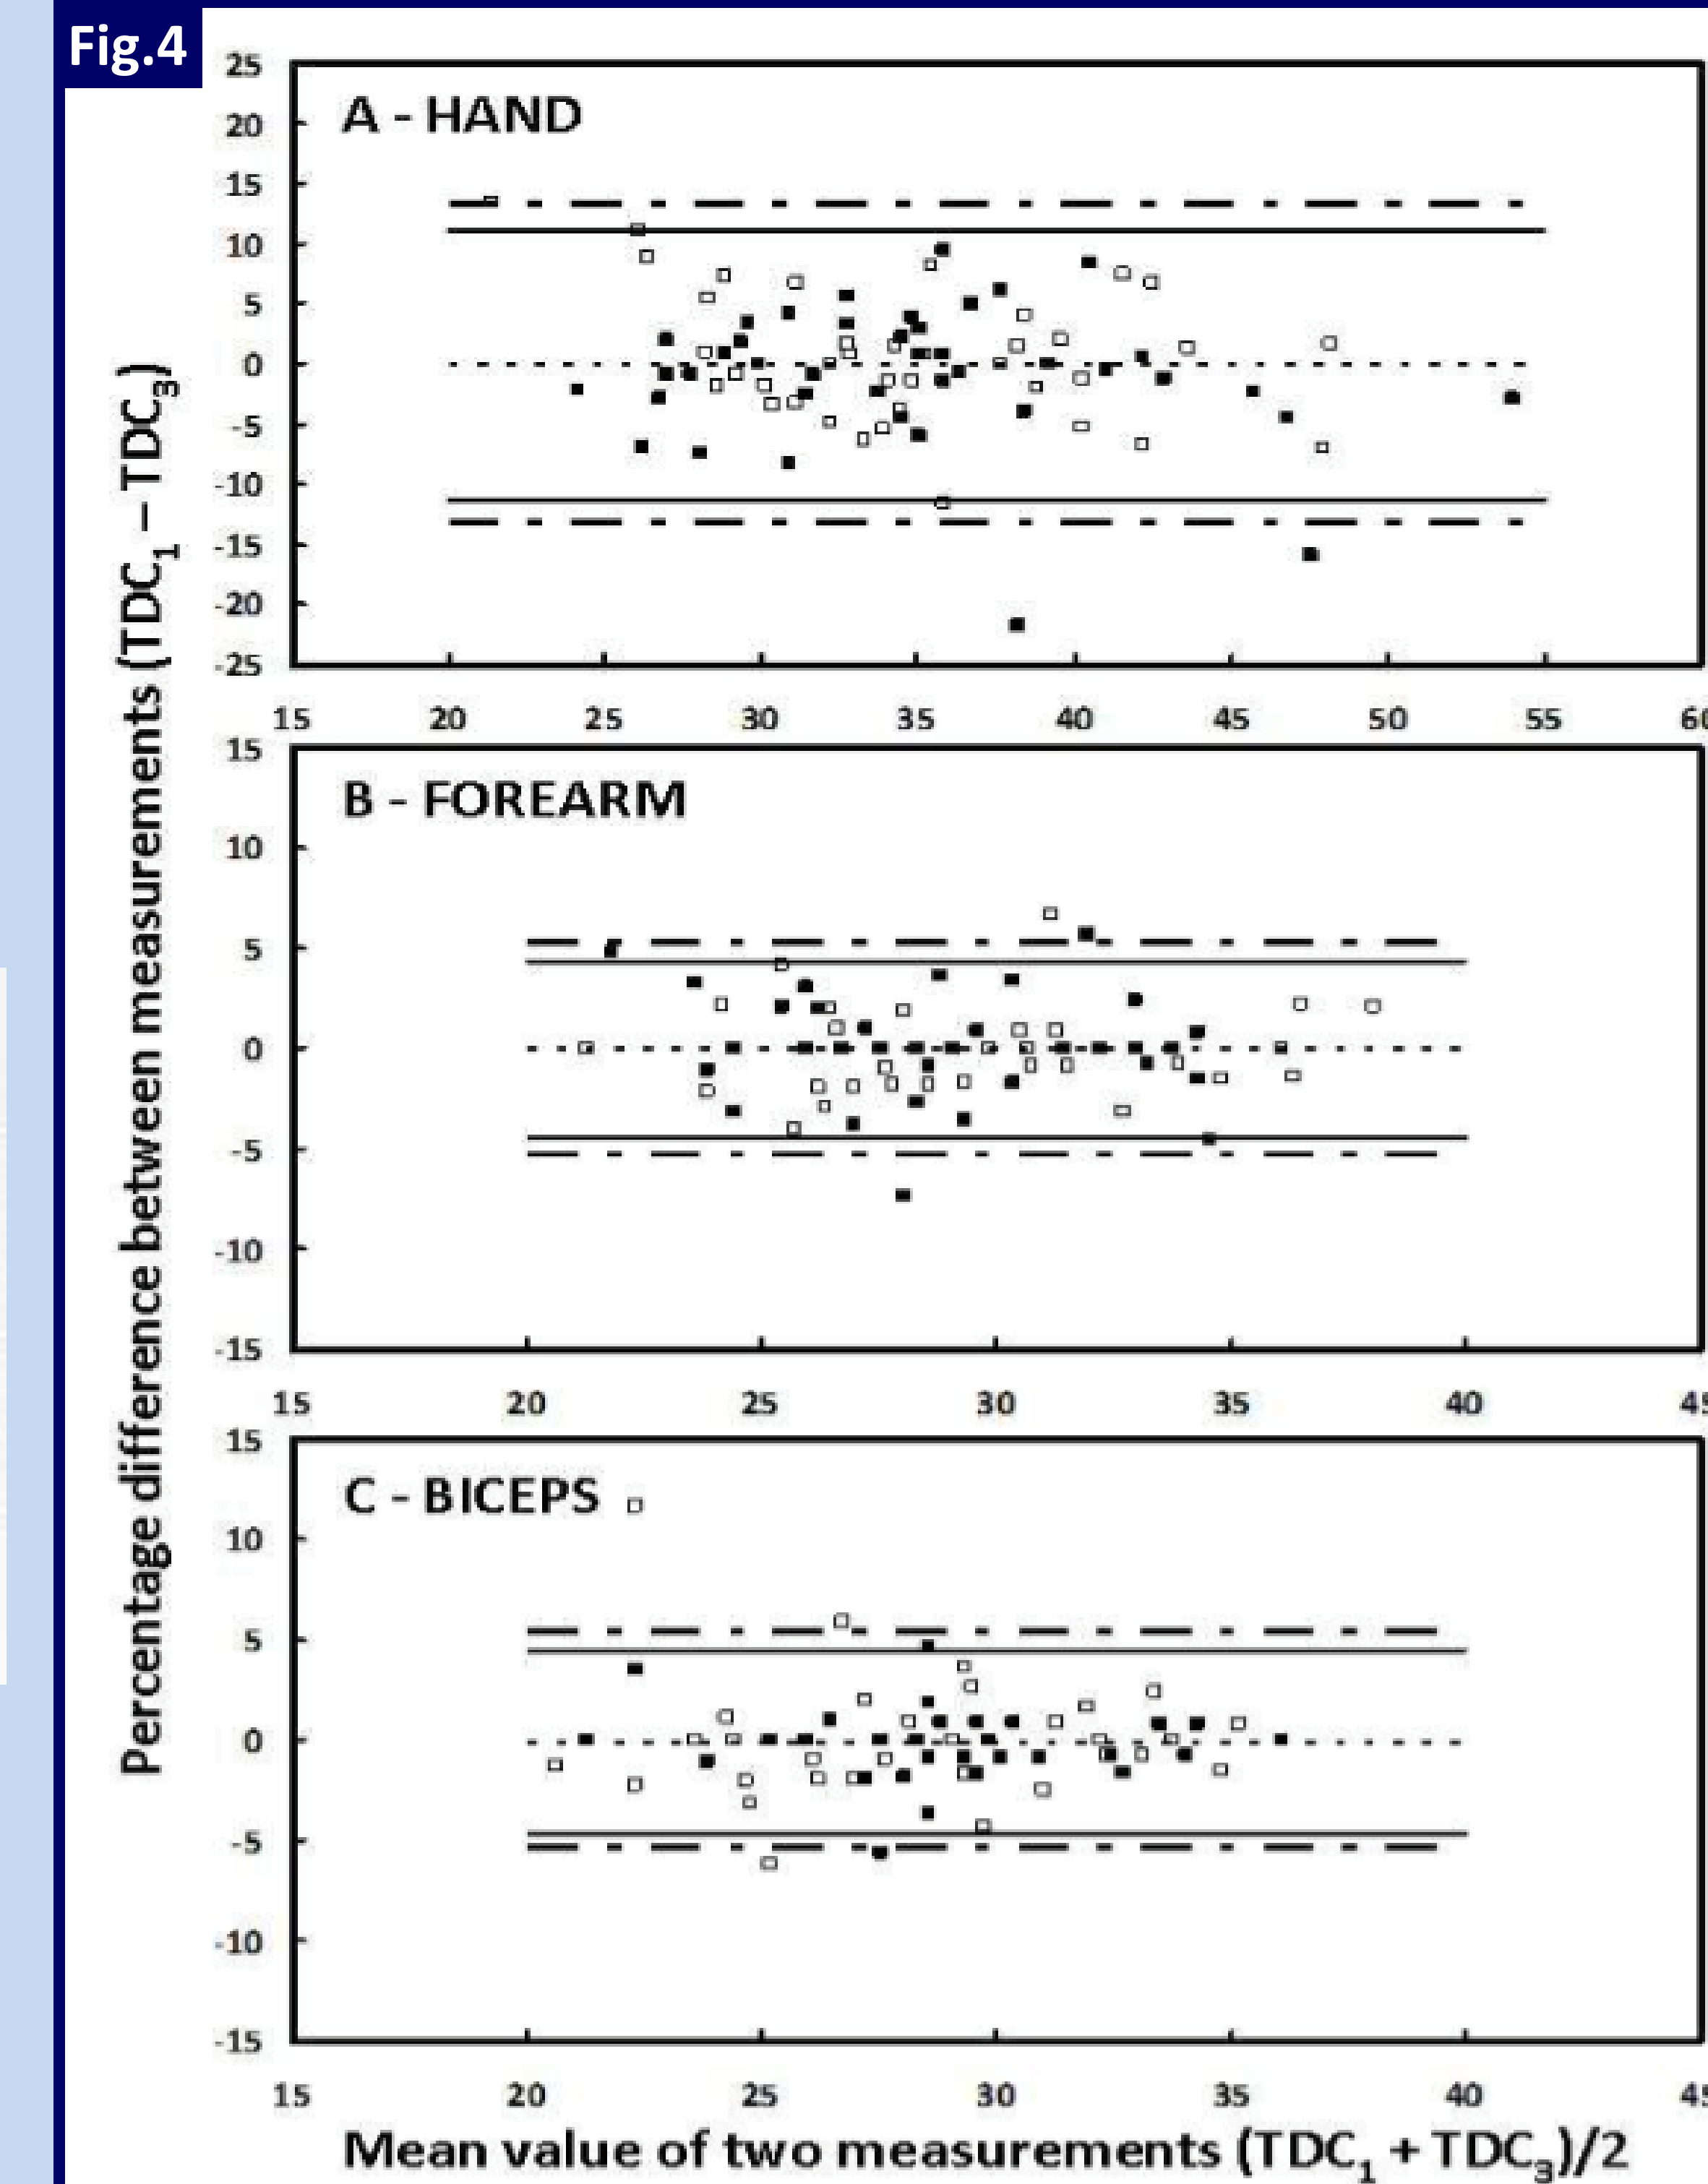 Fig.4
Percentage difference between measurements (TDC₁ – TDC₃)
25
20
15
10
5
0
-5
-10
-15
-20
-25
A - HAND
15 20 25 30 35 40 45 50 55
15
10
5
0
-5
-10
-15
B - FOREARM
15 20 25 30 35 40
15
10
5
0
-5
-10
-15
C - BICEPS
15 20 25 30 35 40
Mean value of two measurements (TDC₁ + TDC₃)/2